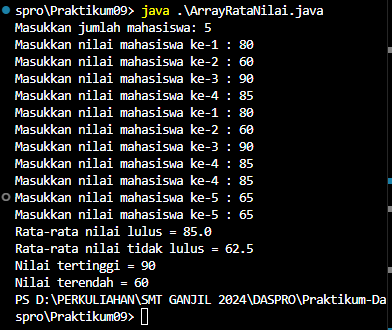 spro\Praktikum09> java .\ArrayRataNilai.java
Masukkan jumlah mahasiswa: 5
Masukkan nilai mahasiswa ke-1 : 80
Masukkan nilai mahasiswa ke-2 : 60
Masukkan nilai mahasiswa ke-3 : 90
Masukkan nilai mahasiswa ke-4 : 85
Masukkan nilai mahasiswa ke-1 : 80
Masukkan nilai mahasiswa ke-2 : 60
Masukkan nilai mahasiswa ke-3 : 90
Masukkan nilai mahasiswa ke-4 : 85
Masukkan nilai mahasiswa ke-4 : 85
Masukkan nilai mahasiswa ke-5 : 65
Masukkan nilai mahasiswa ke-5 : 65
Rata-rata nilai lulus = 85.0
Rata-rata nilai tidak lulus = 62.5
Nilai tertinggi = 90
Nilai terendah = 60
PS D:\PERKULIAHAN\SMT GANJIL 2024\DASPRO\Praktikum-Da
spro\Praktikum09>